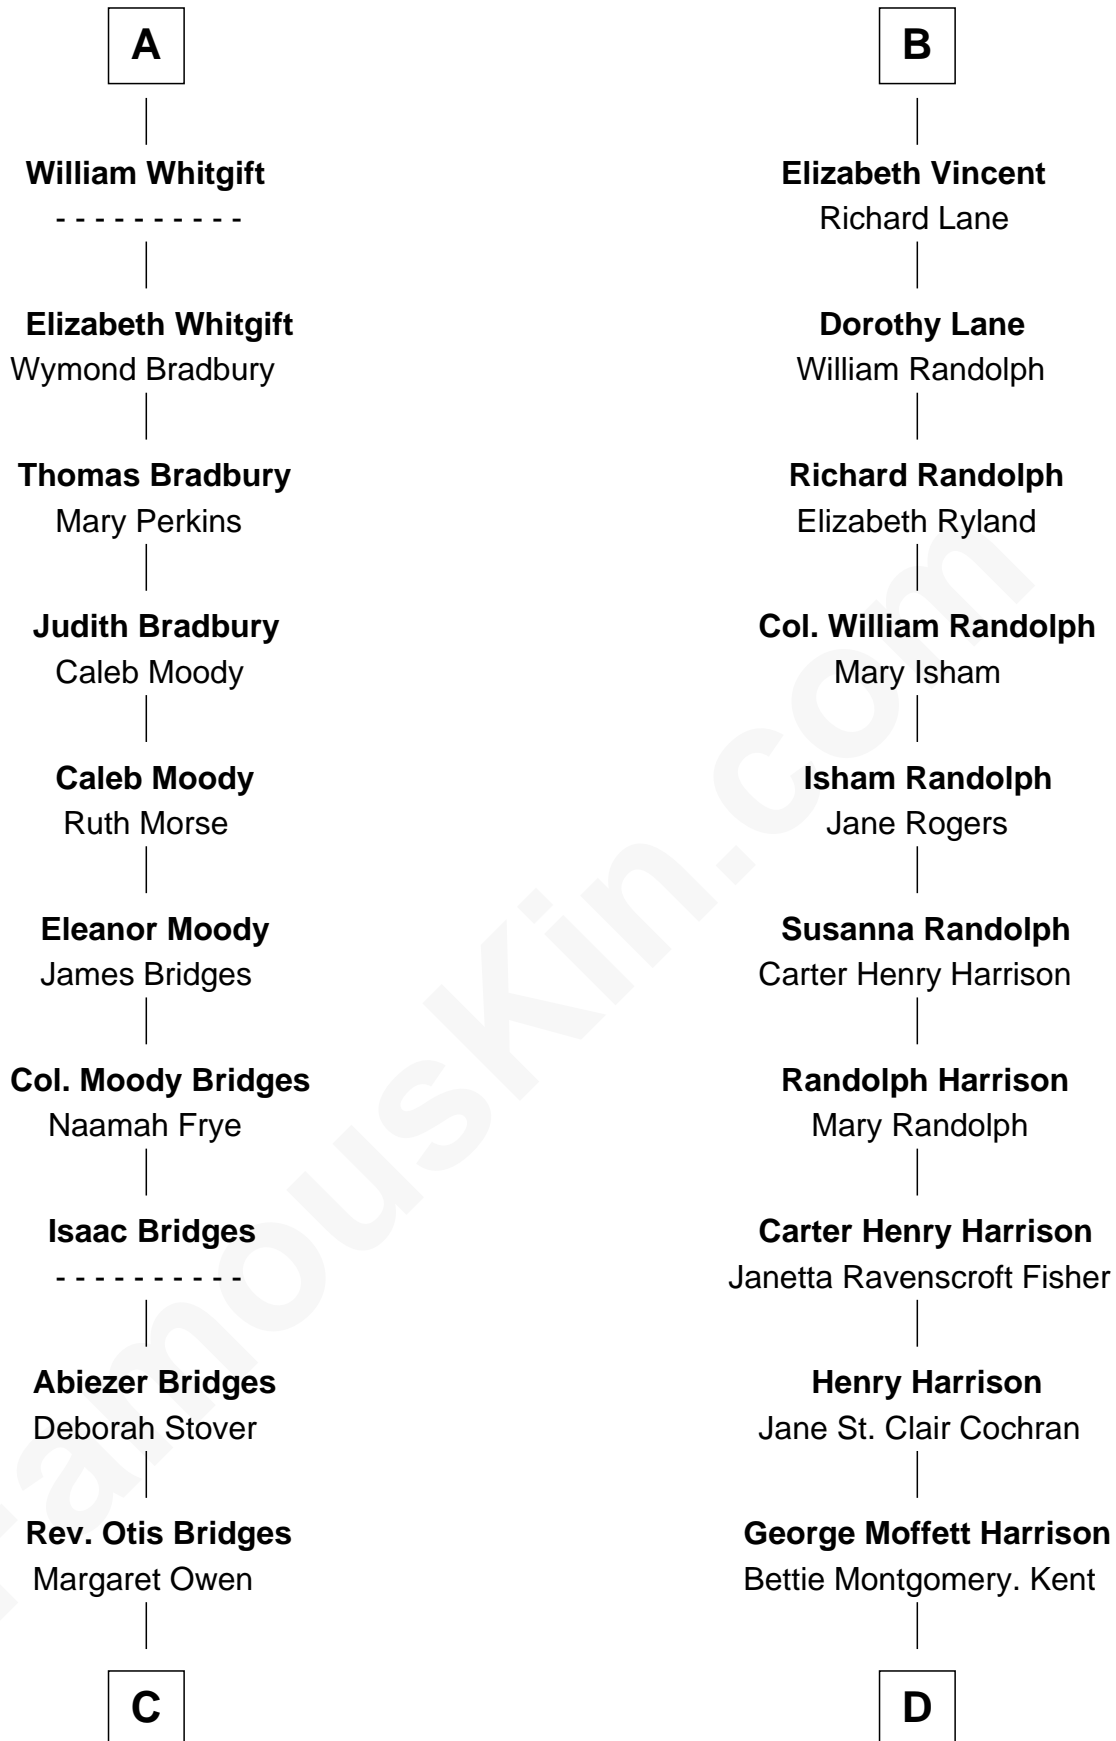 A
William Whitgift
- - - - - - - - - -
Elizabeth Whitgift
Wymond Bradbury
Thomas Bradbury
Mary Perkins
Judith Bradbury
Caleb Moody
Caleb Moody
Ruth Morse
Eleanor Moody
James Bridges
Col. Moody Bridges
Naamah Frye
Isaac Bridges
- - - - - - - - - -
Abiezer Bridges
Deborah Stover
Rev. Otis Bridges
Margaret Owen
C
B
Elizabeth Vincent
Richard Lane
Dorothy Lane
William Randolph
Richard Randolph
Elizabeth Ryland
Col. William Randolph
Mary Isham
Isham Randolph
Jane Rogers
Susanna Randolph
Carter Henry Harrison
Randolph Harrison
Mary Randolph
Carter Henry Harrison
Janetta Ravenscroft Fisher
Henry Harrison
Jane St. Clair Cochran
George Moffett Harrison
Bettie Montgomery. Kent
D
FamousKin.com